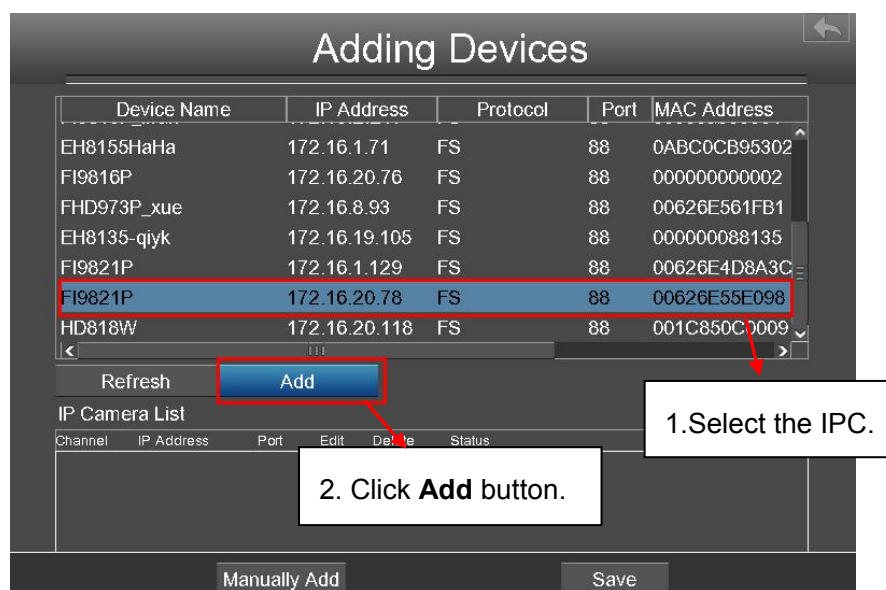 Adding Devices
Device Name IP Address Protocol Port MAC Address
EH8155HaHa 172.16.1.71 FS 88 0ABC0CB95302
FI9816P 172.16.20.76 FS 88 000000000002
FHD973P_xue 172.16.8.93 FS 88 00626E561FB1
EH8135-qiyk 172.16.19.105 FS 88 000000088135
FI9821P 172.16.1.129 FS 88 00626E4D8A3C
FI9821P 172.16.20.78 FS 88 00626E55E098
HD818W 172.16.20.118 FS 88 001C850C0009
Refresh Add
1.Select the IPC.
IP Camera List
Channel IP Address Port Edit Delete Status
2. Click Add button.
Manually Add Save